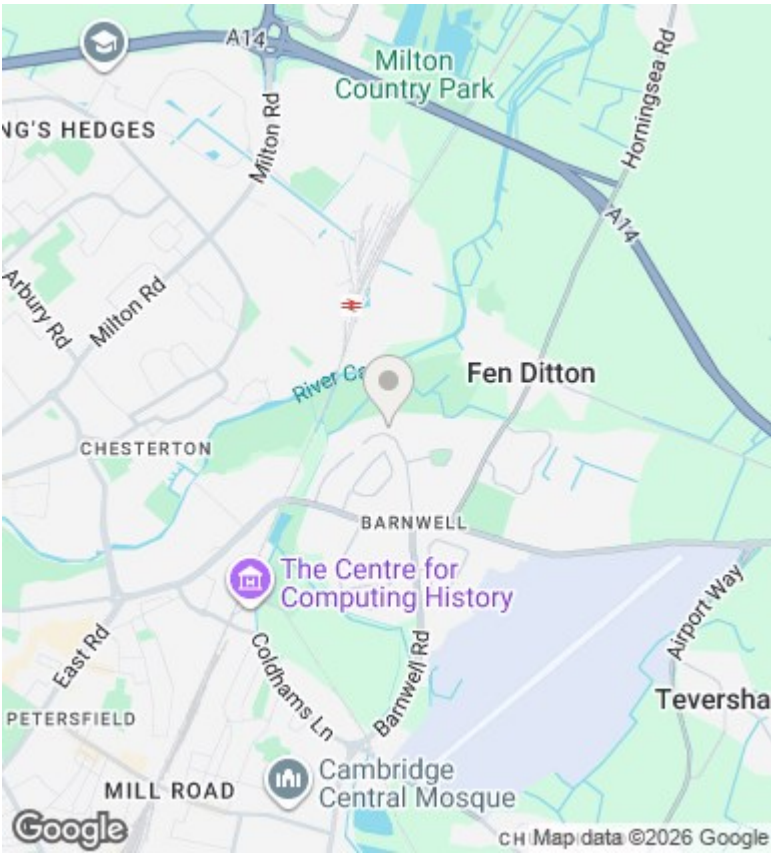 A14
Milton
Country Park
NG'S HEDGES
Milton Rd
Horningsea Rd
A14
Arbury Rd
Milton Rd
River Ca
Fen Ditton
CHESTERTON
BARNWELL
The Centre for
Computing History
Airport Way
East Rd
Coldhams Ln
Barnwell Rd
Teversha
PETERSFIELD
MILL ROAD
Cambridge
Central Mosque
Google
CH
Map data ©2026 Google